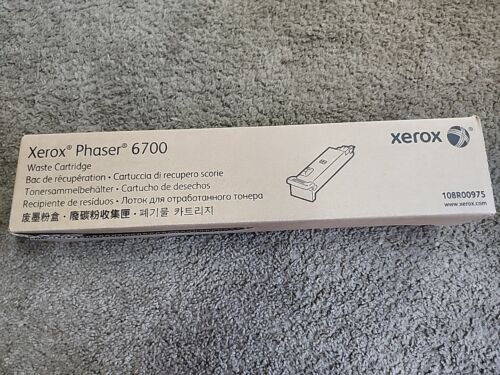 Xerox® Phaser® 6700
Waste Cartridge
Bac de récupération • Cartuccia di recupero scorie
Tonersammelbehälter • Cartucho de desechos
Recipiente de resíduos • Лоток для отработанного тонера
废墨粉盒 • 廢碳粉收集匣 • 폐기물 카트리지
xerox
108R00975
www.xerox.com